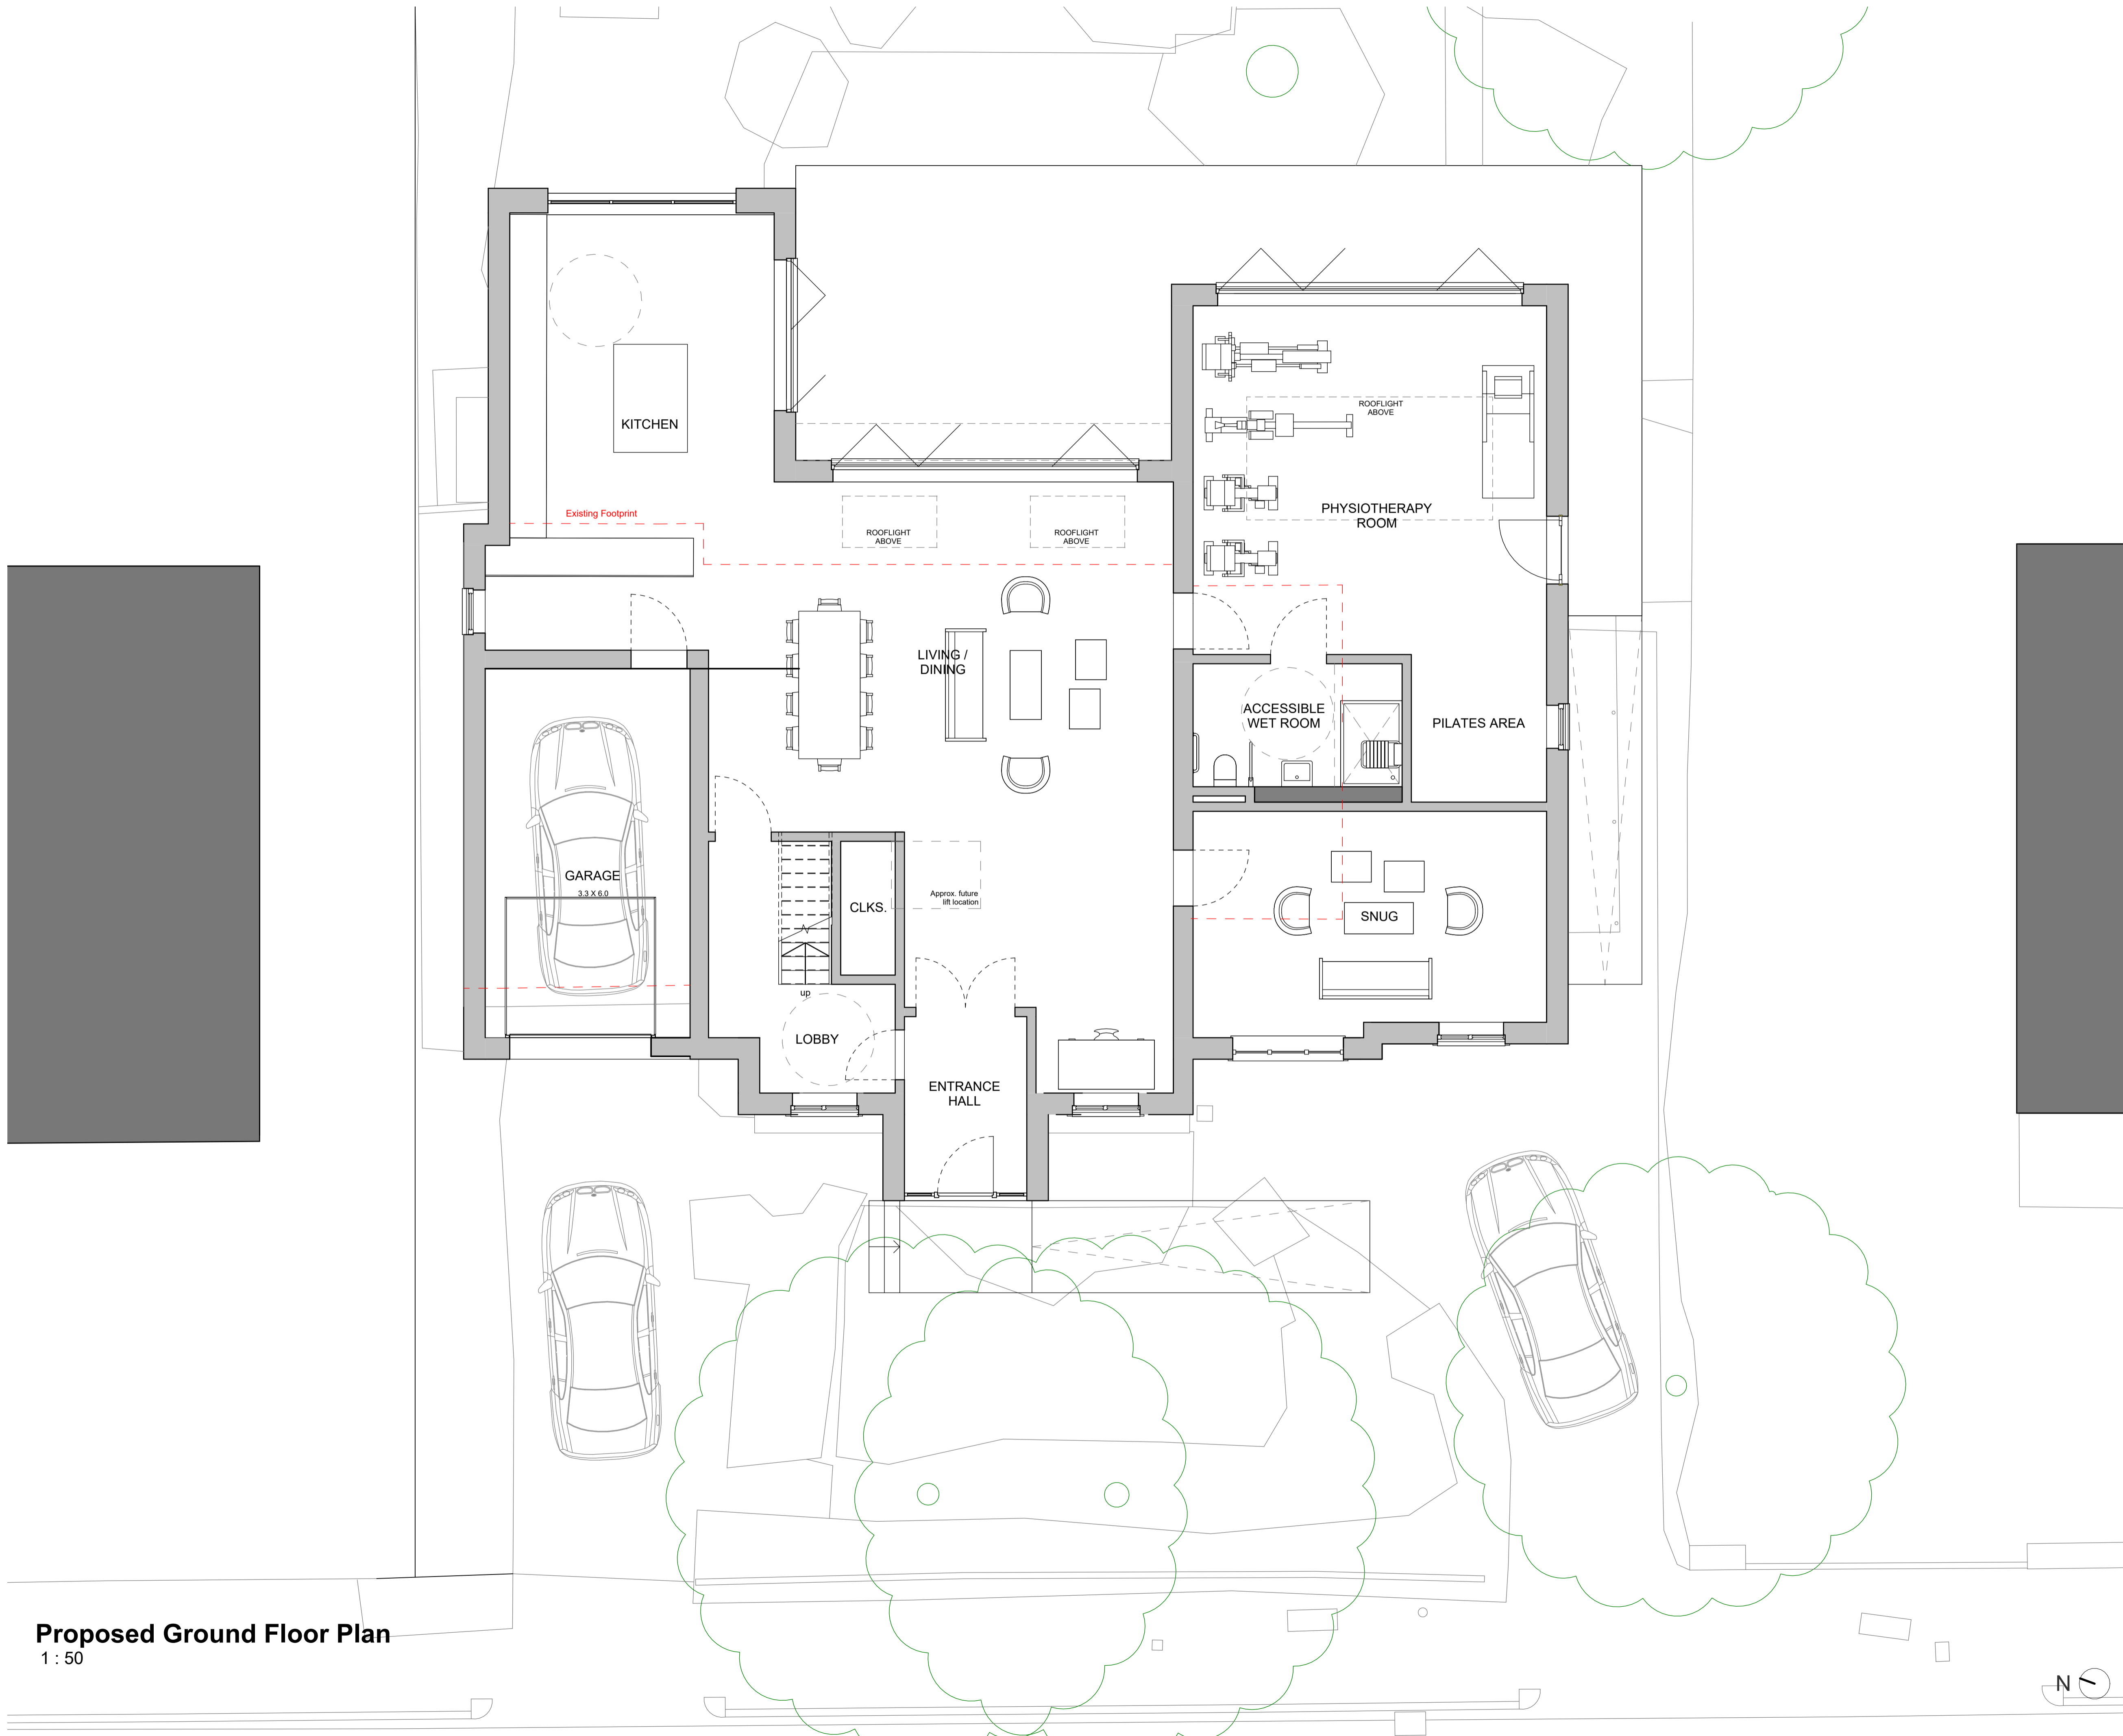 KITCHEN
Existing Footprint
ROOFLIGHT
ABOVE
ROOFLIGHT
ABOVE
ROOFLIGHT
ABOVE
PHYSIOTHERAPY
ROOM
LIVING /
DINING
ACCESSIBLE
WET ROOM
PILATES AREA
GARAGE
3.3 X 6.0
CLKS.
Approx. future
lift location
SNUG
up
LOBBY
ENTRANCE
HALL
Proposed Ground Floor Plan
1 : 50
N